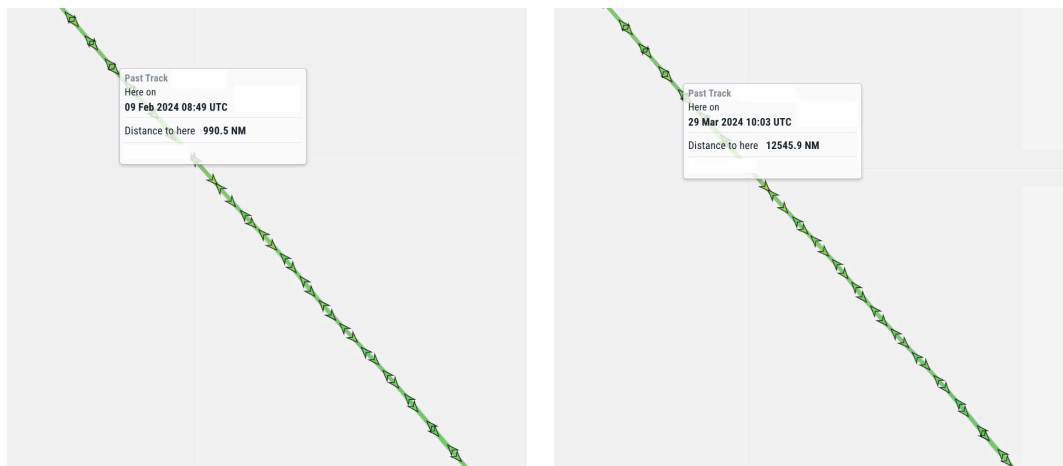 Past Track
Here on
09 Feb 2024 08:49 UTC
Distance to here 990.5 NM
Past Track
Here on
29 Mar 2024 10:03 UTC
Distance to here 12545.9 NM